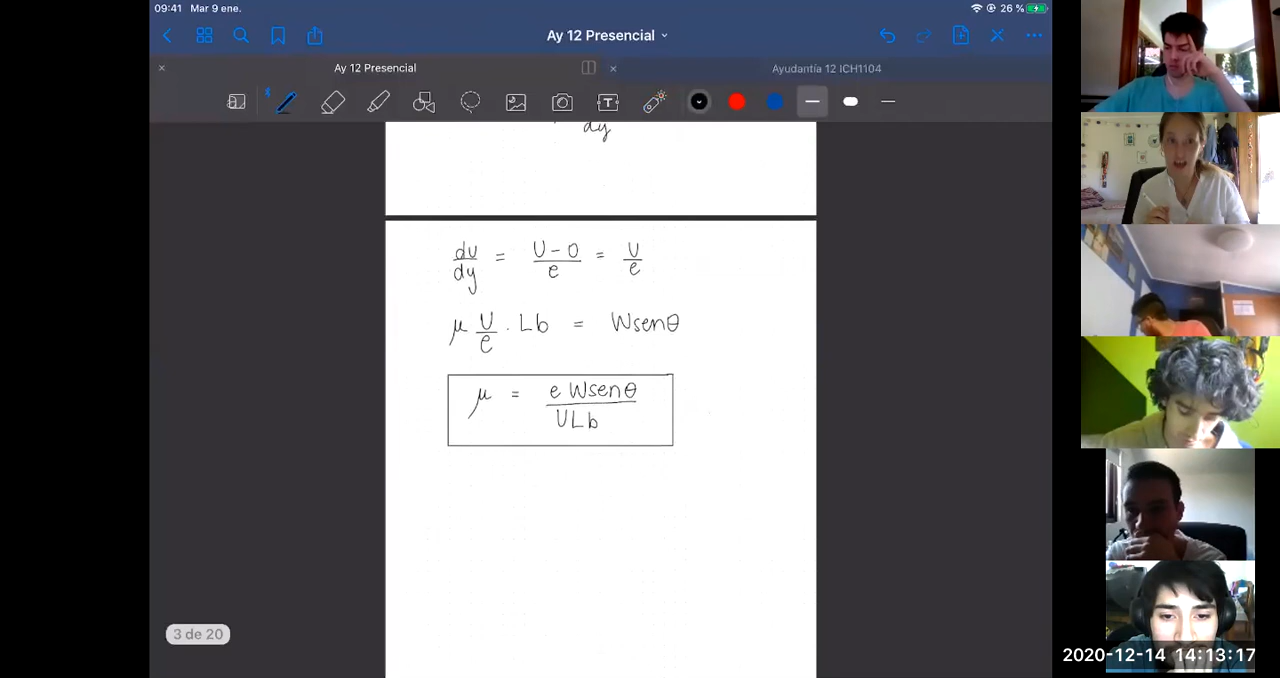 09:41 Mar 9 ene. 26 %
Ay 12 Presencial
Ay 12 Presencial Ayudantía 12 ICH1104
dy
du/dy = U - 0/e = U/e
μ U/e . Lb = Wsenθ
μ = e Wsenθ/ULb
3 de 20
2020-12-14 14:13:17